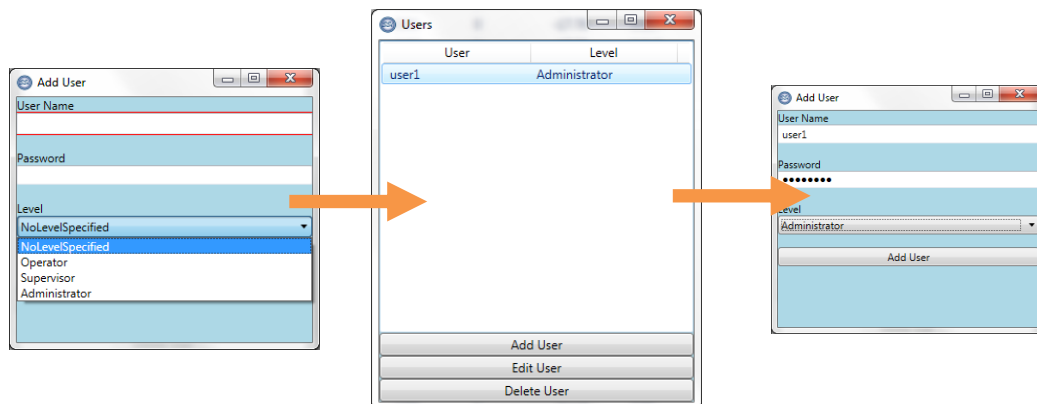 Add User
User Name
Password
Level
NoLevelSpecified
NoLevelSpecified
Operator
Supervisor
Administrator
Users
User Level
user1 Administrator
Add User
Edit User
Delete User
Add User
User Name
user1
Password
••••••••
Level
Administrator
Add User